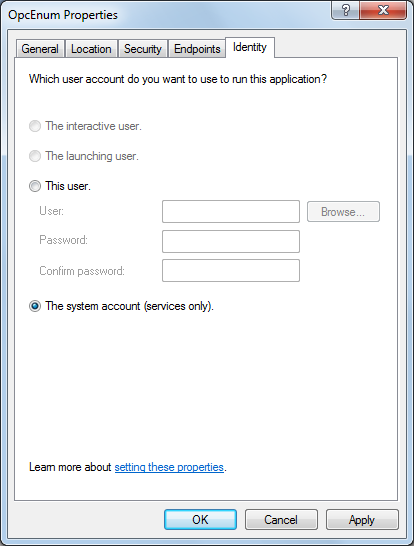 OpcEnum Properties
General Location Security Endpoints Identity
Which user account do you want to use to run this application?
The interactive user.
The launching user.
This user.
User: Browse...
Password:
Confirm password:
The system account (services only).
Learn more about setting these properties.
OK Cancel Apply